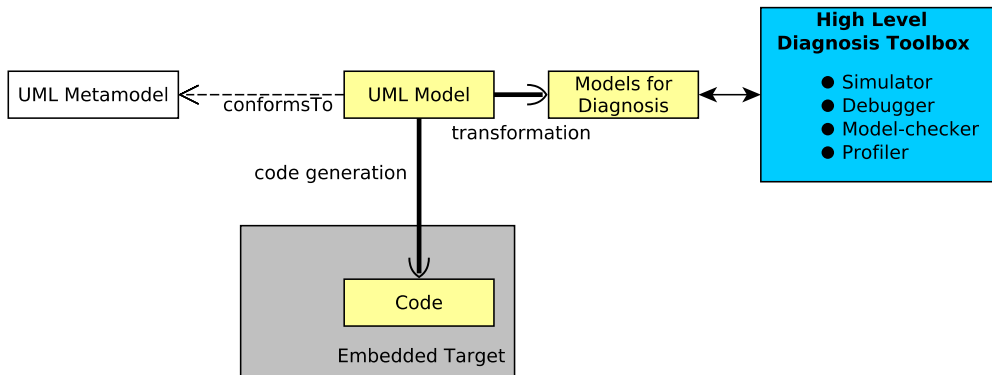 High Level
Diagnosis Toolbox
● Simulator
● Debugger
● Model-checker
● Profiler
UML Metamodel
conformsTo
UML Model
transformation
Models for
Diagnosis
code generation
Code
Embedded Target